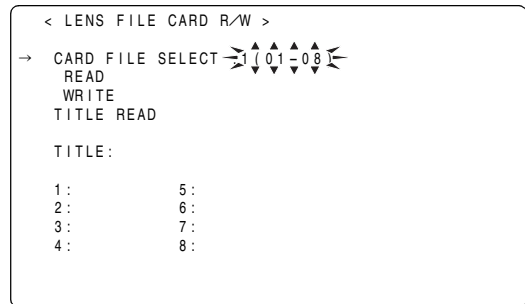 < LENS FILE CARD R/W >
→ CARD FILE SELECT :1(01-08)
READ
WRITE
TITLE READ
TITLE:
1: 5:
2: 6:
3: 7:
4: 8: